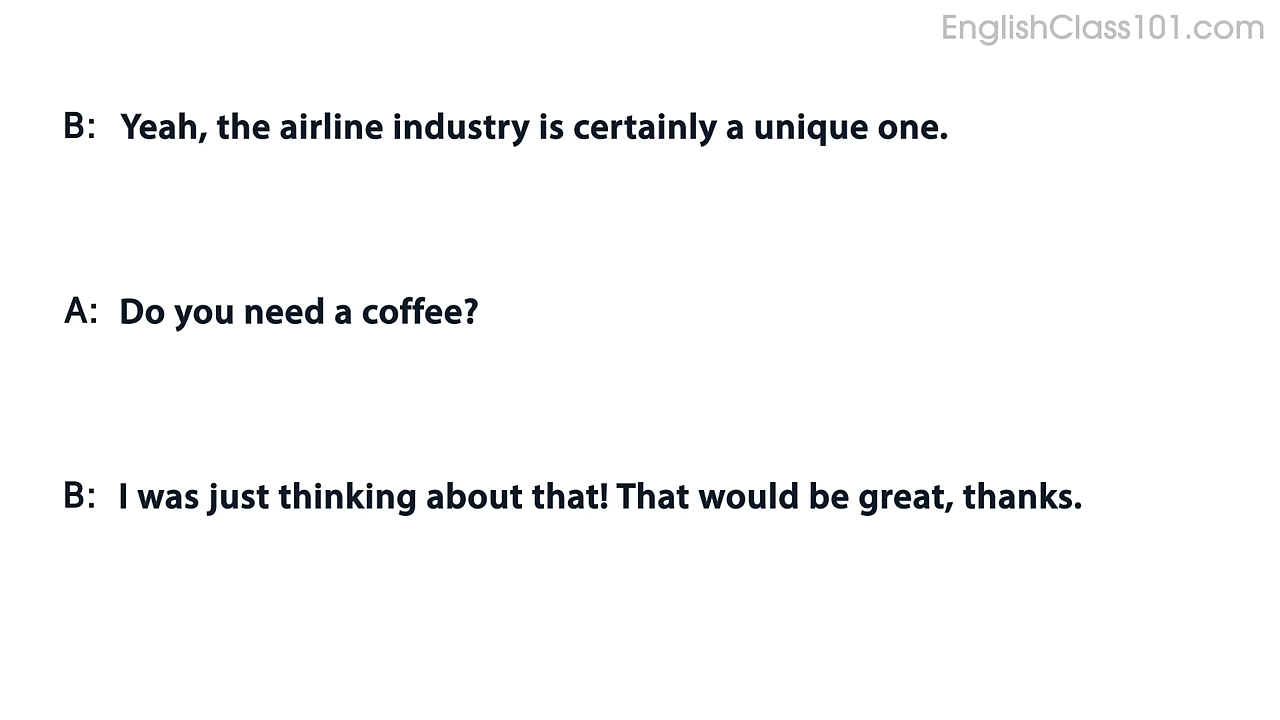 EnglishClass101.com
B: Yeah, the airline industry is certainly a unique one.
A: Do you need a coffee?
B: I was just thinking about that! That would be great, thanks.